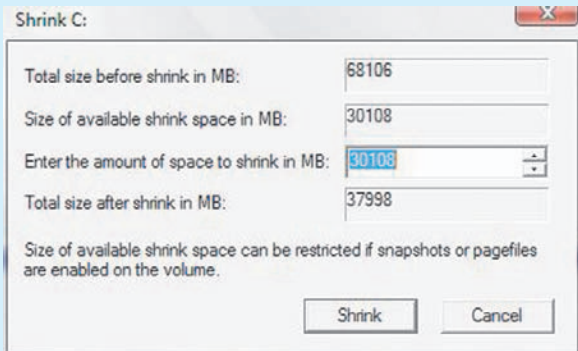 Shrink C:
Total size before shrink in MB: 68106
Size of available shrink space in MB: 30108
Enter the amount of space to shrink in MB: 30108
Total size after shrink in MB: 37998
Size of available shrink space can be restricted if snapshots or pagefiles
are enabled on the volume.
Shrink Cancel